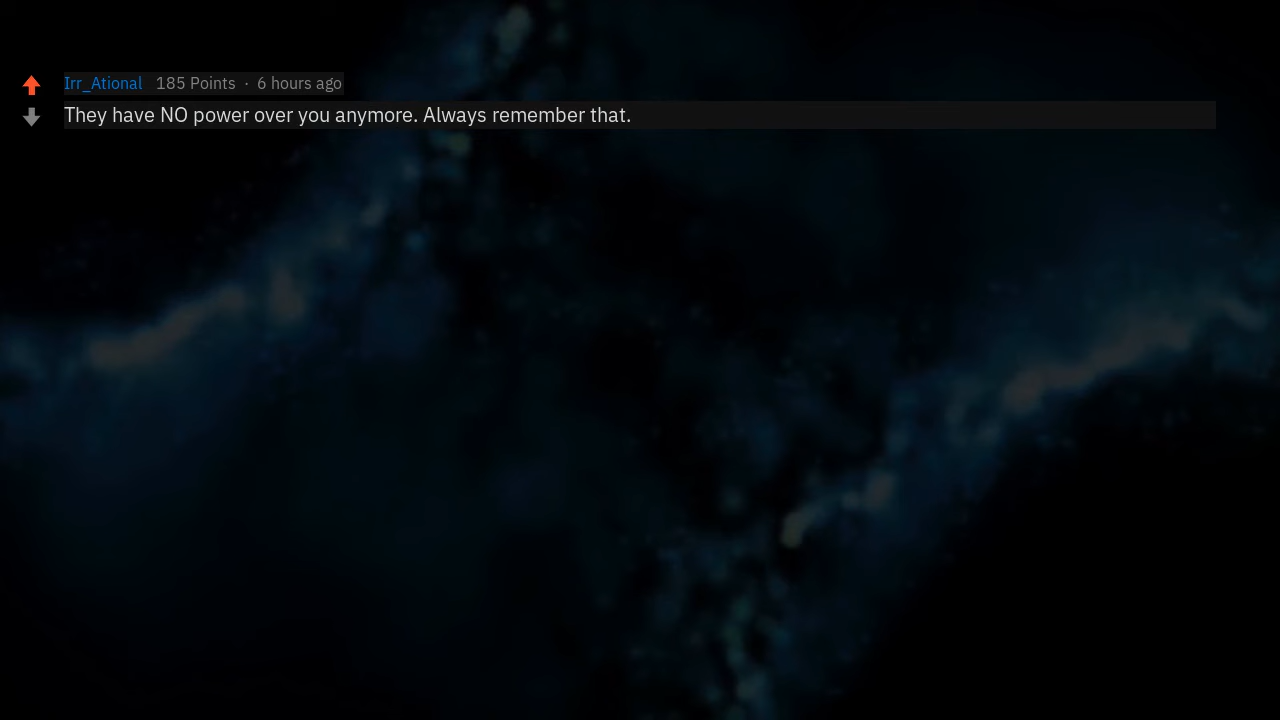 Irr_Ational 185 Points · 6 hours ago
They have NO power over you anymore. Always remember that.